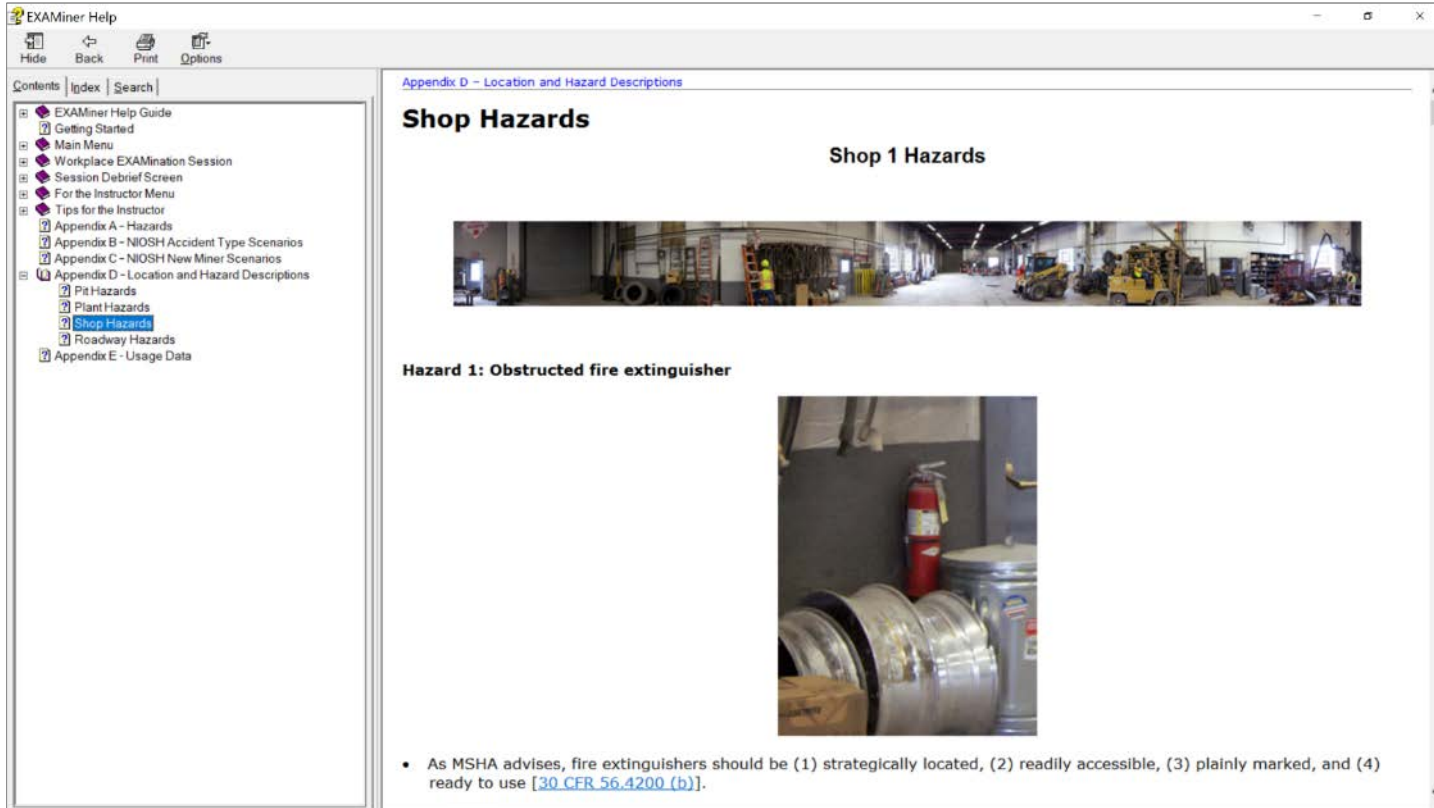 EXAMiner Help
Hide Back Print Options
Contents Index Search
EXAMiner Help Guide
Getting Started
Main Menu
Workplace EXAMination Session
Session Debrief Screen
For the Instructor Menu
Tips for the Instructor
Appendix A - Hazards
Appendix B - NIOSH Accident Type Scenarios
Appendix C - NIOSH New Miner Scenarios
Appendix D - Location and Hazard Descriptions
Pit Hazards
Plant Hazards
Shop Hazards
Roadway Hazards
Appendix E - Usage Data
Appendix D – Location and Hazard Descriptions
Shop Hazards
Shop 1 Hazards
Hazard 1: Obstructed fire extinguisher
• As MSHA advises, fire extinguishers should be (1) strategically located, (2) readily accessible, (3) plainly marked, and (4)
ready to use [30 CFR 56.4200 (b)].